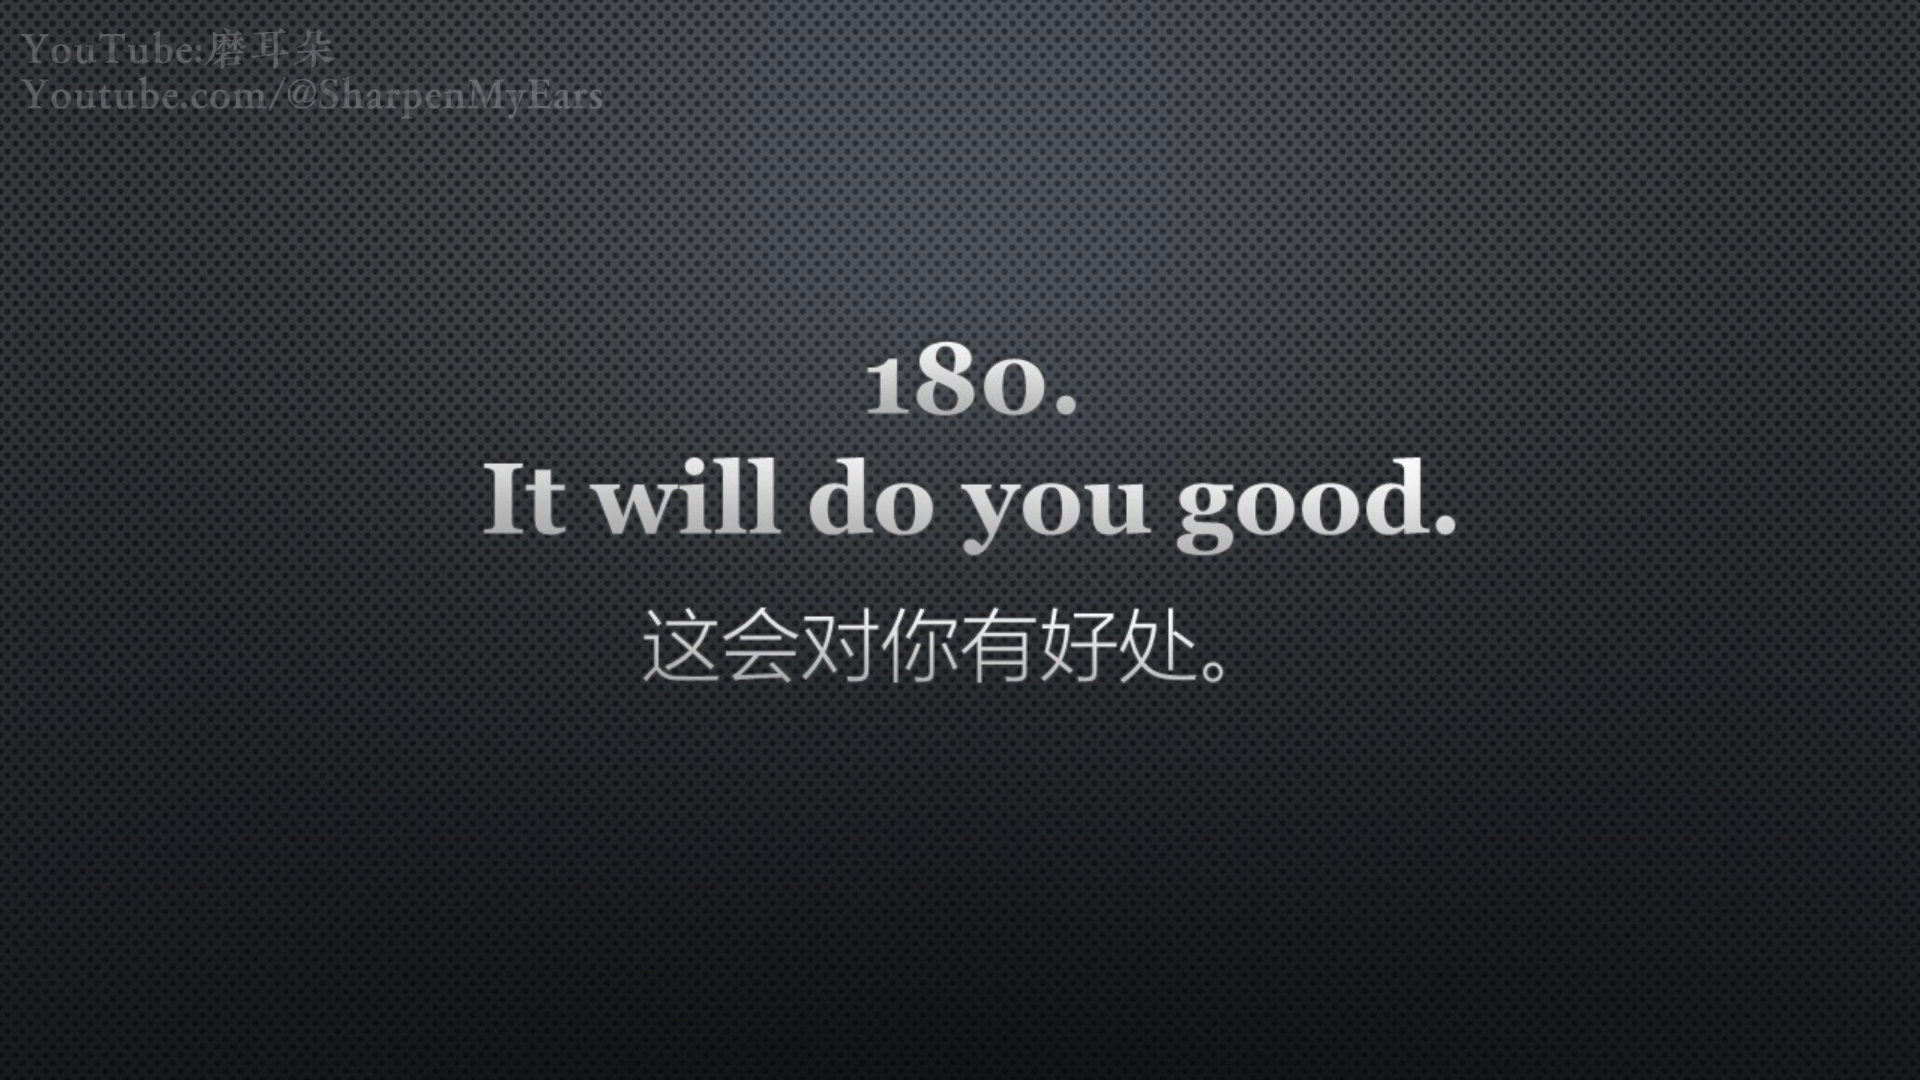 YouTube:磨耳朵
Youtube.com/@SharpenMyEars
180.
It will do you good.
这会对你有好处。